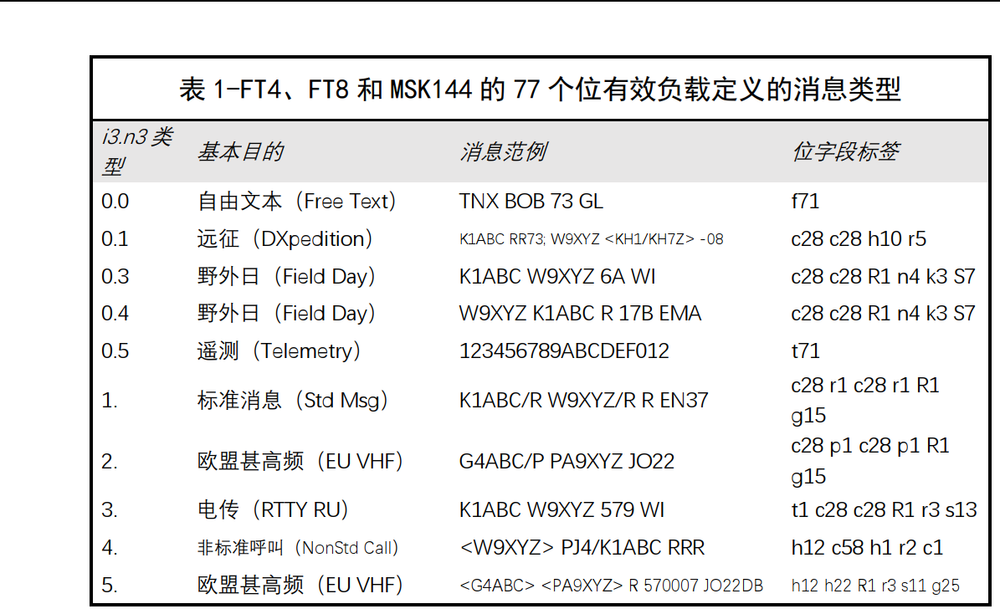 表 1-FT4、FT8 和 MSK144 的 77 个位有效负载定义的消息类型
i3.n3 类型 基本目的 消息范例 位字段标签
0.0 自由文本（Free Text） TNX BOB 73 GL f71
0.1 远征（DXpedition） K1ABC RR73; W9XYZ <KH1/KH7Z> -08 c28 c28 h10 r5
0.3 野外日（Field Day） K1ABC W9XYZ 6A WI c28 c28 R1 n4 k3 S7
0.4 野外日（Field Day） W9XYZ K1ABC R 17B EMA c28 c28 R1 n4 k3 S7
0.5 遥测（Telemetry） 123456789ABCDEF012 t71
1. 标准消息（Std Msg） K1ABC/R W9XYZ/R R EN37 c28 r1 c28 r1 R1 g15
2. 欧盟甚高频（EU VHF） G4ABC/P PA9XYZ JO22 c28 p1 c28 p1 R1 g15
3. 电传（RTTY RU） K1ABC W9XYZ 579 WI t1 c28 c28 R1 r3 s13
4. 非标准呼叫（NonStd Call） <W9XYZ> PJ4/K1ABC RRR h12 c58 h1 r2 c1
5. 欧盟甚高频（EU VHF） <G4ABC> <PA9XYZ> R 570007 JO22DB h12 h22 R1 r3 s11 g25